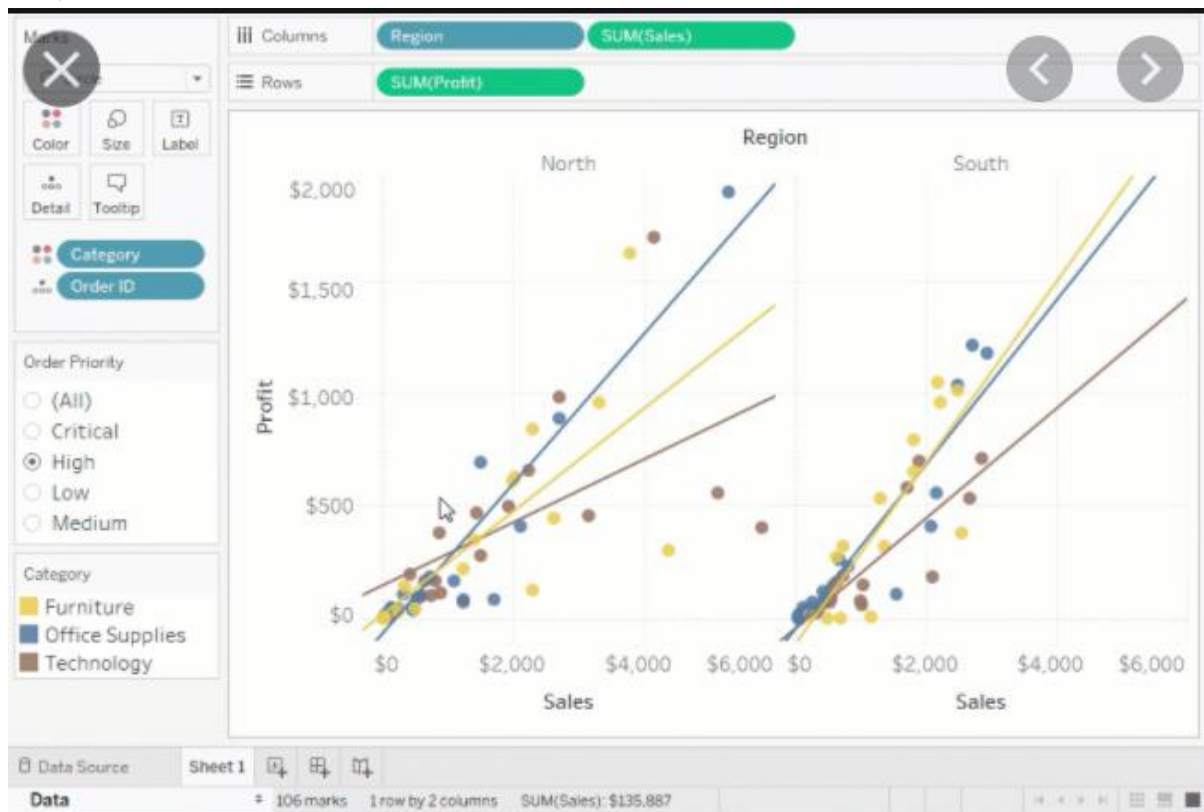 Columns
Region
SUM(Sales)
Rows
SUM(Profit)
Color
Size
Label
Detail
Tooltip
Category
Order ID
Order Priority
(All)
Critical
High
Low
Medium
Category
Furniture
Office Supplies
Technology
Region
North
South
Profit
$2,000
$1,500
$1,000
$500
$0
$0 $2,000 $4,000 $6,000 $0 $2,000 $4,000 $6,000
Sales
Sales
Data Source
Sheet 1
Data
106 marks 1 row by 2 columns SUM(Sales): $135,887